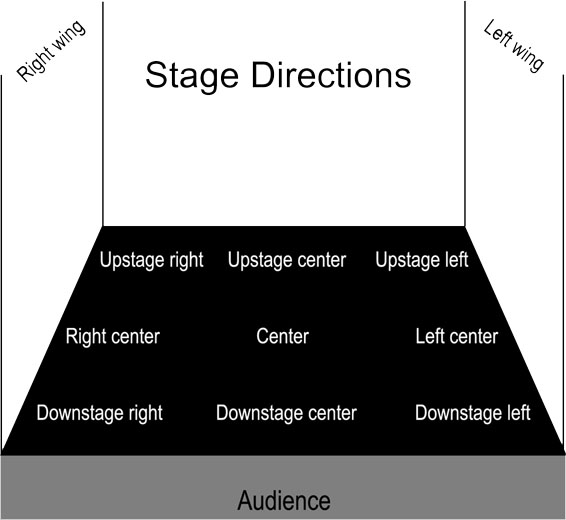 Right wing
Left wing
Stage Directions
Upstage right Upstage center Upstage left
Right center Center Left center
Downstage right Downstage center Downstage left
Audience